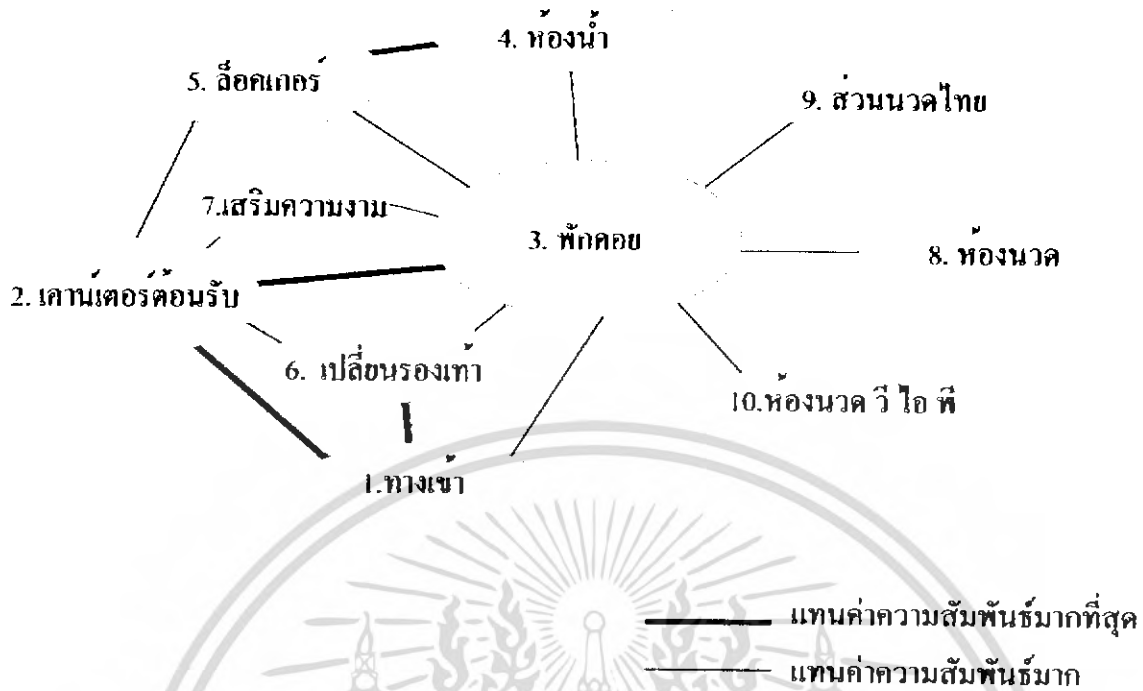 4. ห้องน้ำ
5. ล็อคเกอร์
9. ส่วนนวดไทย
7.เสริมความงาม
3. พักคอย
8. ห้องนวด
2. เคาน์เตอร์ต้อนรับ
6. เปลี่ยนรองเท้า
10.ห้องนวด วี ไอ พี
1.ทางเข้า
แทนค่าความสัมพันธ์มากที่สุด
แทนค่าความสัมพันธ์มาก